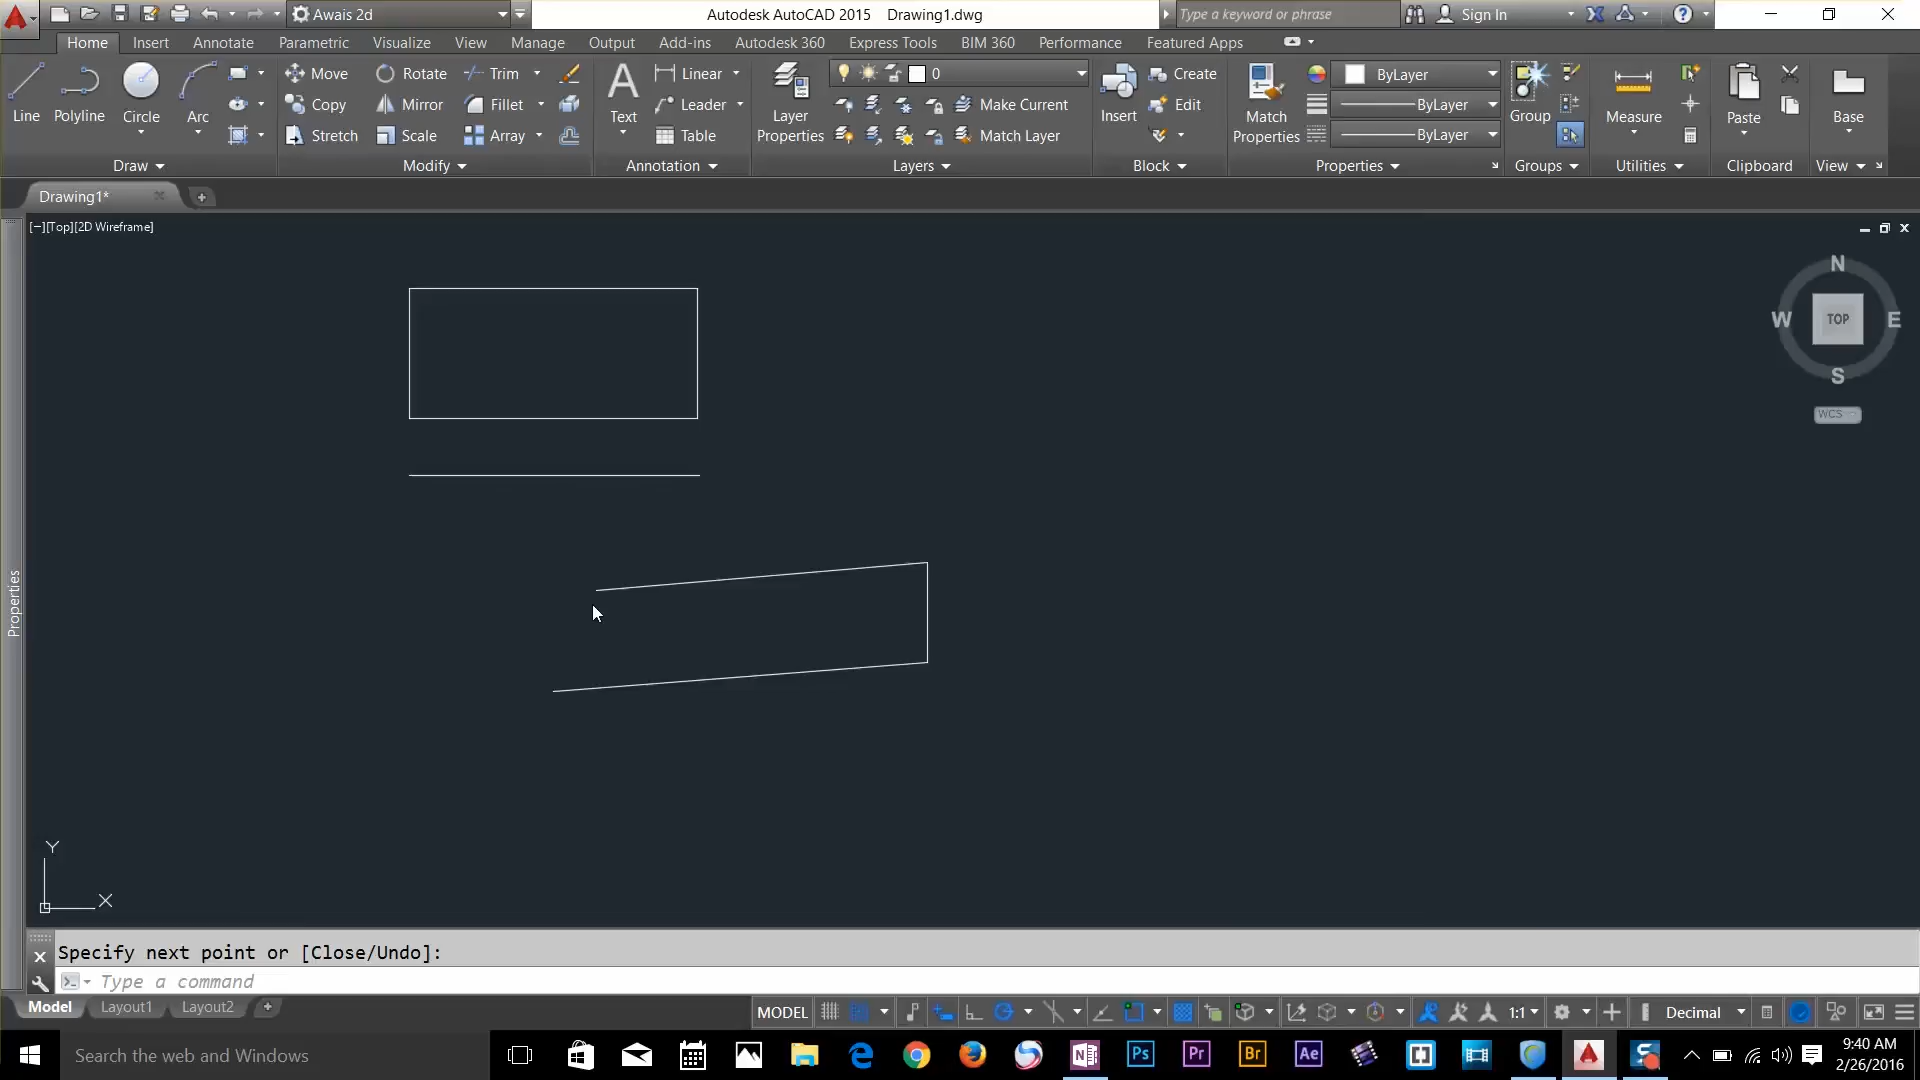 Awais 2d
Autodesk AutoCAD 2015 Drawing1.dwg
Type a keyword or phrase
Sign In
Home Insert Annotate Parametric Visualize View Manage Output Add-ins Autodesk 360 Express Tools BIM 360 Performance Featured Apps
Line Polyline Circle Arc
Move Rotate Trim
Copy Mirror Fillet
Stretch Scale Array
Text Linear
Leader
Table
Layer Properties
0
Make Current
Match Layer
Insert Create
Edit
Match Properties
ByLayer
ByLayer
ByLayer
Group Measure Paste Base
Draw Modify Annotation Layers Block Properties Groups Utilities Clipboard View
Drawing1*
[−][Top][2D Wireframe]
N
W TOP E
S
WCS
Properties
Y
X
Specify next point or [Close/Undo]:
Type a command
Model Layout1 Layout2
MODEL 1:1 Decimal
Search the web and Windows
Ps Pr Br Ae
9:40 AM
2/26/2016